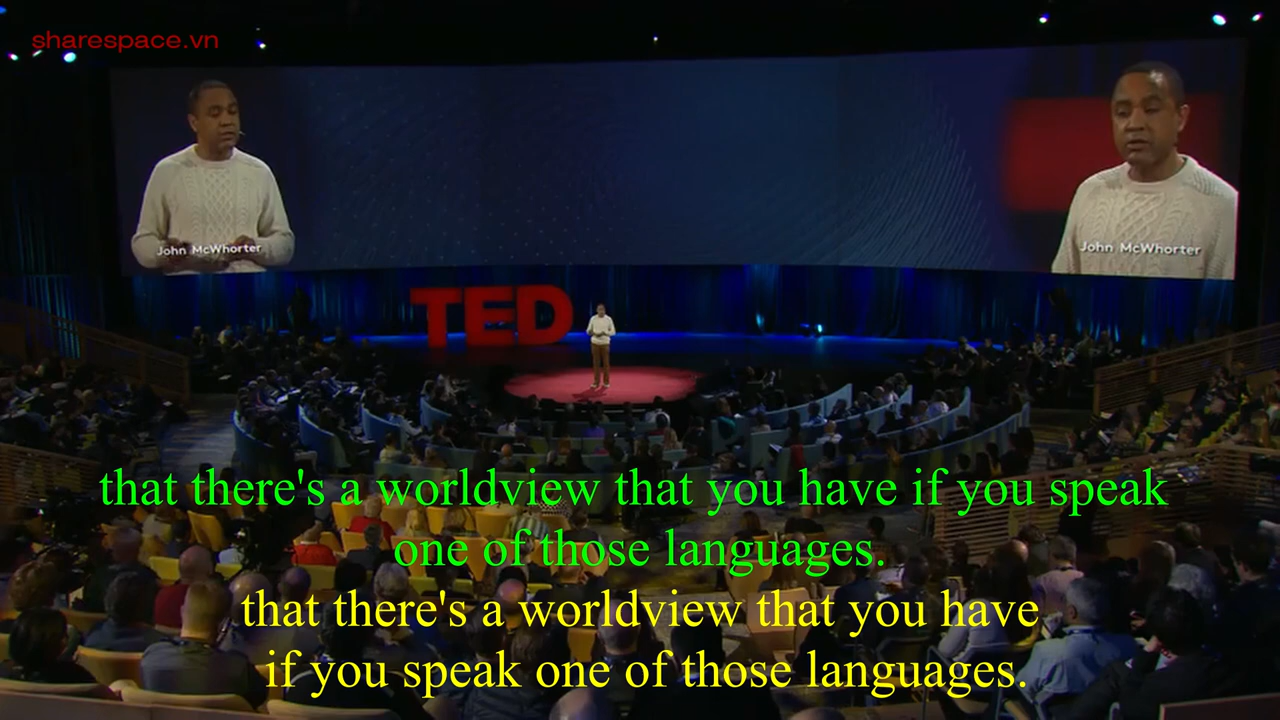 sharespace.vn
John McWhorter
John McWhorter
TED
that there's a worldview that you have if you speak
one of those languages.
that there's a worldview that you have
if you speak one of those languages.